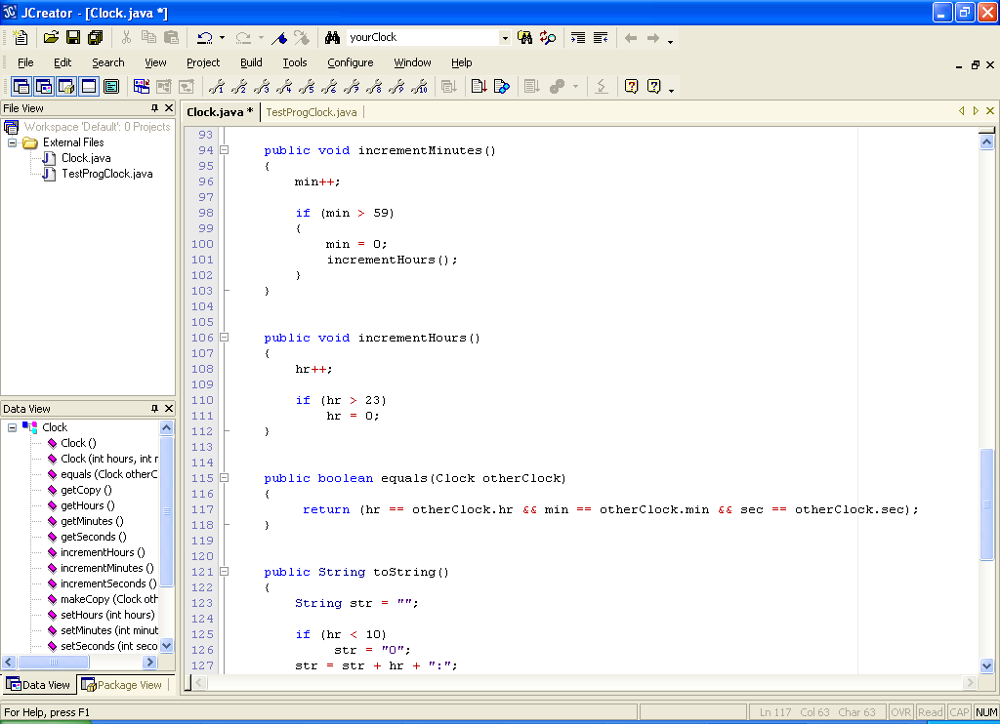 JCreator - [Clock.java *]
yourClock
File Edit Search View Project Build Tools Configure Window Help
File View
Workspace 'Default': 0 Projects
External Files
Clock.java
TestProgClock.java
Data View
Clock
Clock ()
Clock (int hours, int r
equals (Clock otherC
getCopy ()
getHours ()
getMinutes ()
getSeconds ()
incrementHours ()
incrementMinutes ()
incrementSeconds ()
makeCopy (Clock oth
setHours (int hours)
setMinutes (int minut
setSeconds (int seco
Data View Package View
Clock.java * TestProgClock.java
93
94 public void incrementMinutes()
95 {
96 min++;
97
98 if (min > 59)
99 {
100 min = 0;
101 incrementHours();
102 }
103 }
104
105
106 public void incrementHours()
107 {
108 hr++;
109
110 if (hr > 23)
111 hr = 0;
112 }
113
114
115 public boolean equals(Clock otherClock)
116 {
117 return (hr == otherClock.hr && min == otherClock.min && sec == otherClock.sec);
118 }
119
120
121 public String toString()
122 {
123 String str = "";
124
125 if (hr < 10)
126 str = "0";
127 str = str + hr + ":";
For Help, press F1
Ln 117 Col 63 Char 63 OVR Read CAP NUM